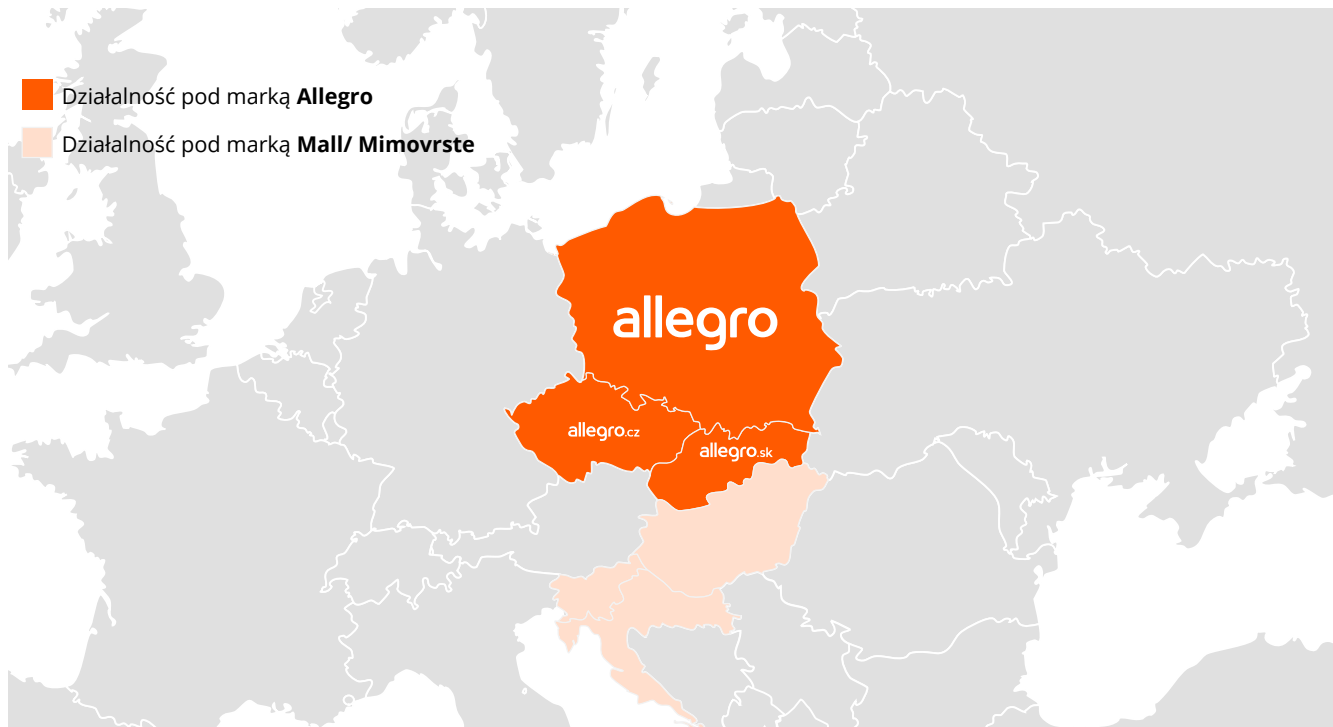 Działalność pod marką Allegro
Działalność pod marką Mall/ Mimovrste
allegro
allegro.cz
allegro.sk